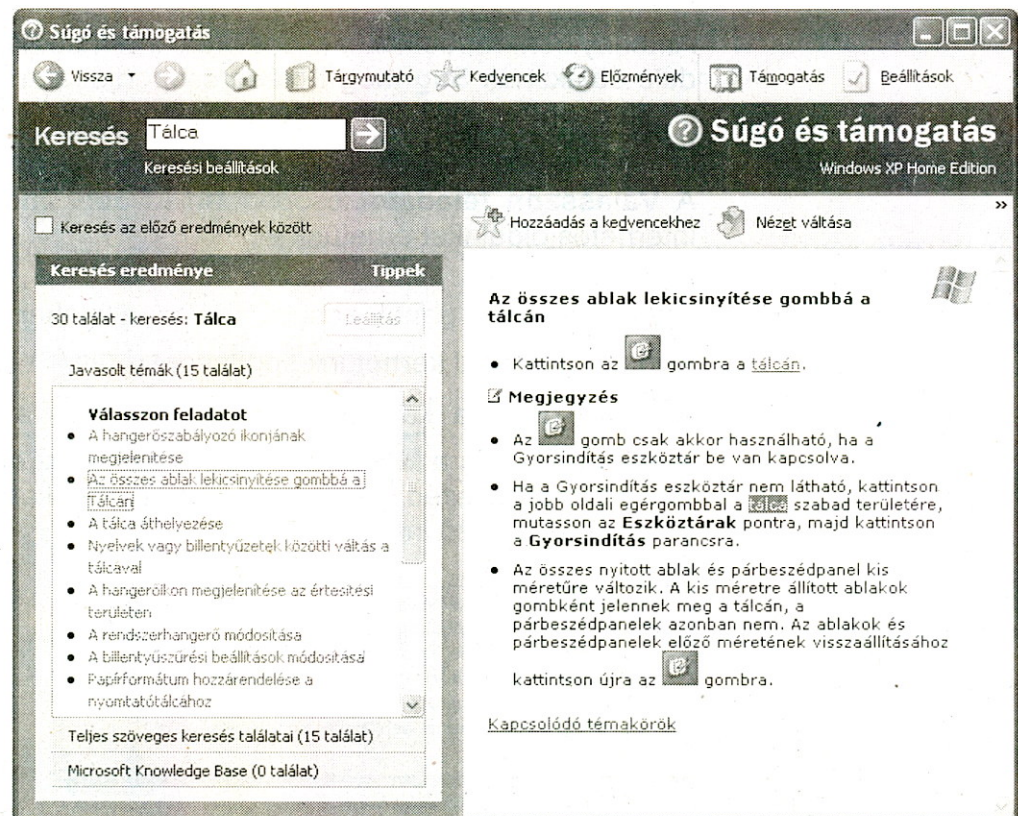 Súgó és támogatás
Vissza Tárgymutató Kedvencek Előzmények Támogatás Beállítások
Keresés Tálca
Keresési beállítások
Súgó és támogatás
Windows XP Home Edition
Keresés az előző eredmények között
Keresés eredménye Tippek
30 találat - keresés: Tálca Leállítás
Javasolt témák (15 találat)
Válasszon feladatot
A hangerőszabályozó ikonjának
megjelenítése
Az összes ablak lekicsinyítése gombbá a
Tálcán
A tálca áthelyezése
Nyelvek vagy billentyűzetek közötti váltás a
tálcával
A hangerőikon megjelenítése az értesítési
területen
A rendszerhangerő módosítása
A billentyűszűrési beállítások módosításai
Papírformátum hozzárendelése a
nyomtatótálcához
Teljes szöveges keresés találatai (15 találat)
Microsoft Knowledge Base (0 találat)
Hozzáadás a kedvencekhez Nézet váltása »
Az összes ablak lekicsinyítése gombbá a
tálcán
• Kattintson az gombra a tálcán.
Megjegyzés
• Az gomb csak akkor használható, ha a
Gyorsindítás eszköztár be van kapcsolva.
• Ha a Gyorsindítás eszköztár nem látható, kattintson
a jobb oldali egérgombbal a tálca szabad területére,
mutasson az Eszköztárak pontra, majd kattintson
a Gyorsindítás parancsra.
• Az összes nyitott ablak és párbeszédpanel kis
méretűre változik. A kis méretre állított ablakok
gombként jelennek meg a tálcán, a
párbeszédpanelek azonban nem. Az ablakok és
párbeszédpanelek előző méretének visszaállításához
kattintson újra az gombra.
Kapcsolódó témakörök